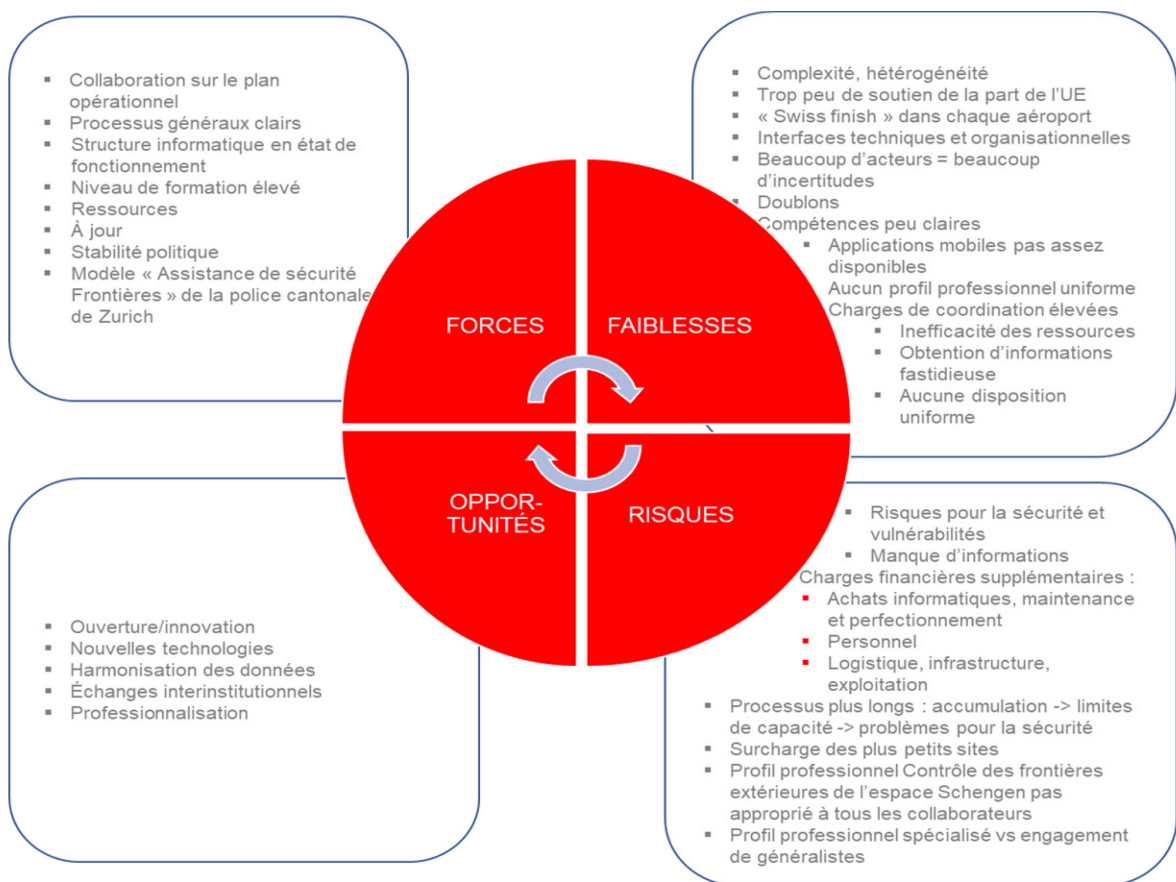 ▪ Collaboration sur le plan
opérationnel
▪ Processus généraux clairs
▪ Structure informatique en état de
fonctionnement
▪ Niveau de formation élevé
▪ Ressources
▪ À jour
▪ Stabilité politique
▪ Modèle « Assistance de sécurité
Frontières » de la police cantonale
de Zurich
▪ Complexité, hétérogénéité
▪ Trop peu de soutien de la part de l’UE
▪ « Swiss finish » dans chaque aéroport
▪ Interfaces techniques et organisationnelles
▪ Beaucoup d’acteurs = beaucoup
d’incertitudes
▪ Doublons
Compétences peu claires
▪ Applications mobiles pas assez
disponibles
Aucun profil professionnel uniforme
Charges de coordination élevées
▪ Inefficacité des ressources
▪ Obtention d’informations
fastidieuse
▪ Aucune disposition
uniforme
FORCES
FAIBLESSES
OPPOR-
TUNITÉS
RISQUES
▪ Ouverture/innovation
▪ Nouvelles technologies
▪ Harmonisation des données
▪ Échanges interinstitutionnels
▪ Professionnalisation
▪ Risques pour la sécurité et
vulnérabilités
▪ Manque d’informations
Charges financières supplémentaires :
▪ Achats informatiques, maintenance
et perfectionnement
▪ Personnel
▪ Logistique, infrastructure,
exploitation
▪ Processus plus longs : accumulation -> limites
de capacité -> problèmes pour la sécurité
▪ Surcharge des plus petits sites
▪ Profil professionnel Contrôle des frontières
extérieures de l’espace Schengen pas
approprié à tous les collaborateurs
▪ Profil professionnel spécialisé vs engagement
de généralistes